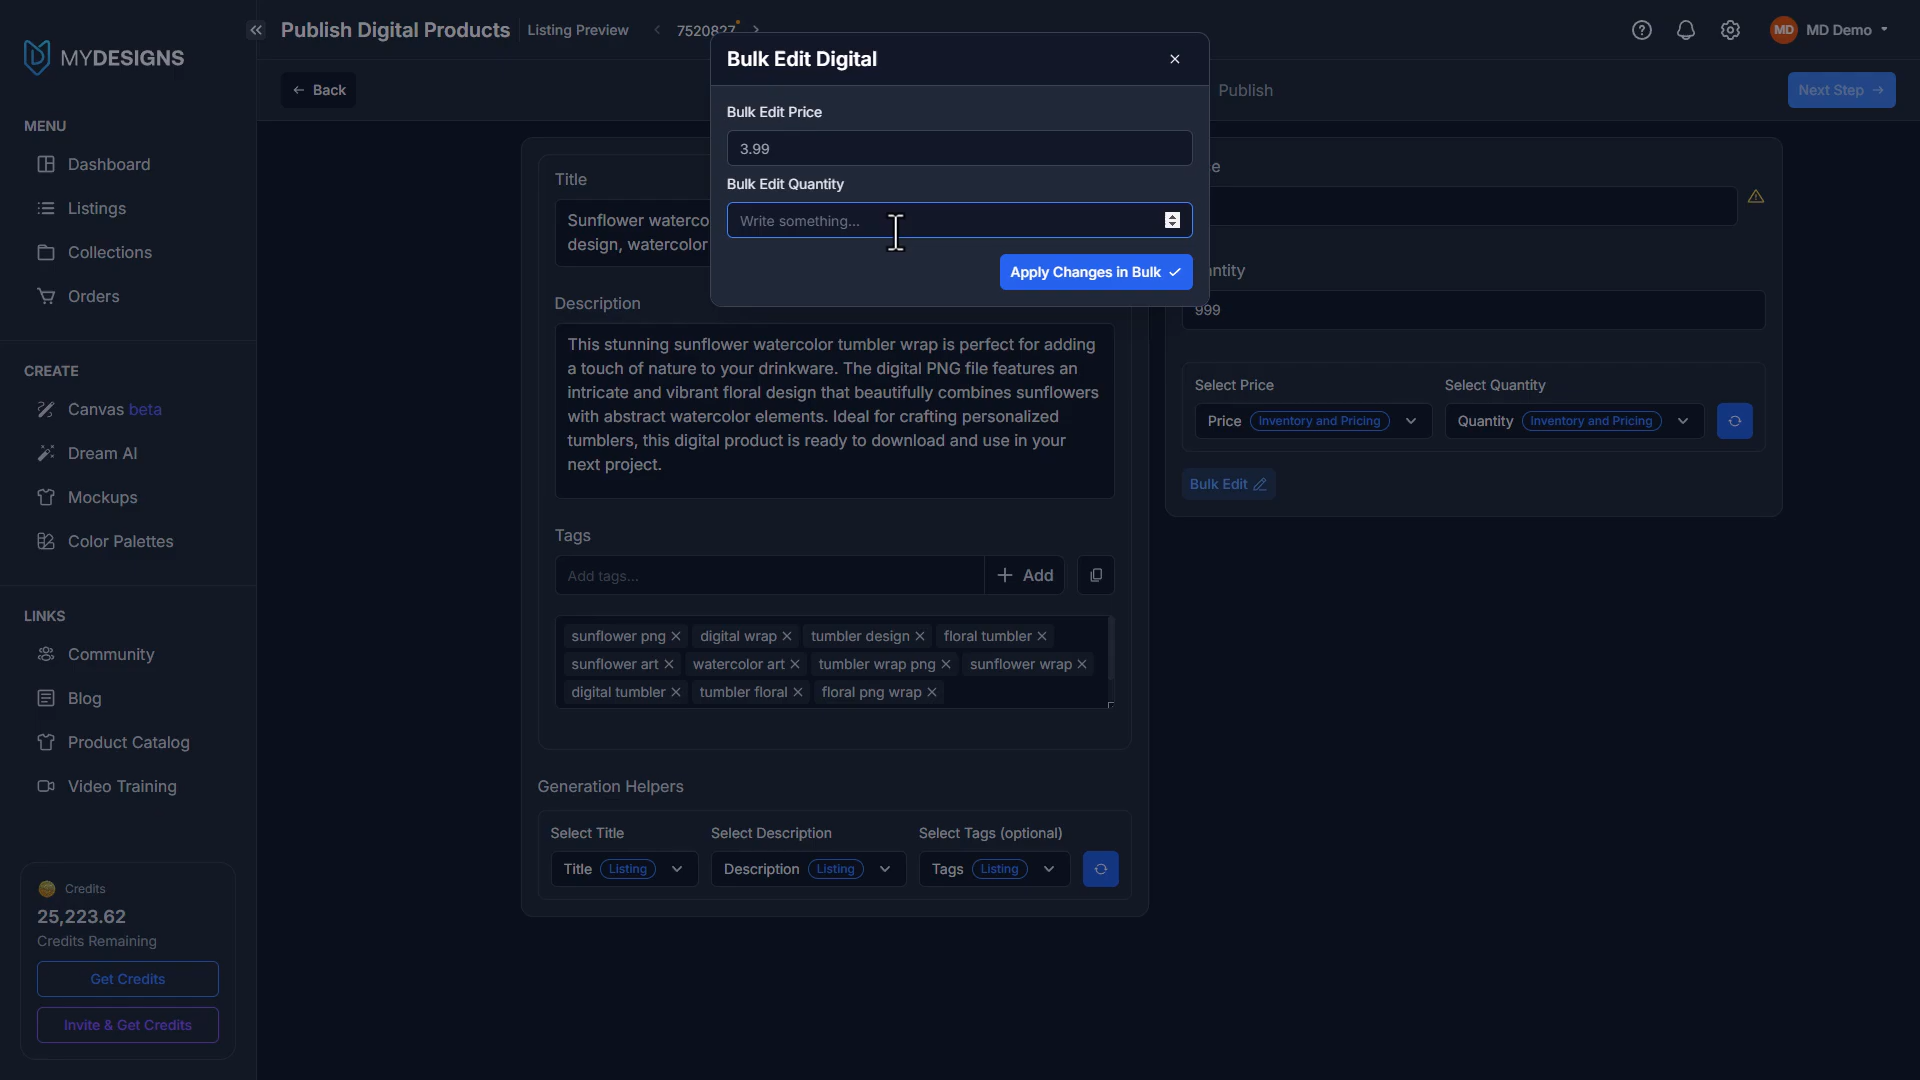 MYDESIGNS
MENU
Dashboard
Listings
Collections
Orders
CREATE
Canvas beta
Dream AI
Mockups
Color Palettes
LINKS
Community
Blog
Product Catalog
Video Training
Credits
25,223.62
Credits Remaining
Get Credits
Invite & Get Credits
Publish Digital Products
Listing Preview
7520827
MD
MD Demo
Back
Publish
Next Step
Bulk Edit Digital
Bulk Edit Price
3.99
Bulk Edit Quantity
Write something...
Apply Changes in Bulk
Title
Sunflower waterco
design, watercolor
Description
This stunning sunflower watercolor tumbler wrap is perfect for adding
a touch of nature to your drinkware. The digital PNG file features an
intricate and vibrant floral design that beautifully combines sunflowers
with abstract watercolor elements. Ideal for crafting personalized
tumblers, this digital product is ready to download and use in your
next project.
Tags
Add tags...
Add
sunflower png digital wrap tumbler design floral tumbler
sunflower art watercolor art tumbler wrap png sunflower wrap
digital tumbler tumbler floral floral png wrap
Generation Helpers
Select Title Select Description Select Tags (optional)
Title Listing Description Listing Tags Listing
e
ntity
999
Select Price Select Quantity
Price Inventory and Pricing Quantity Inventory and Pricing
Bulk Edit